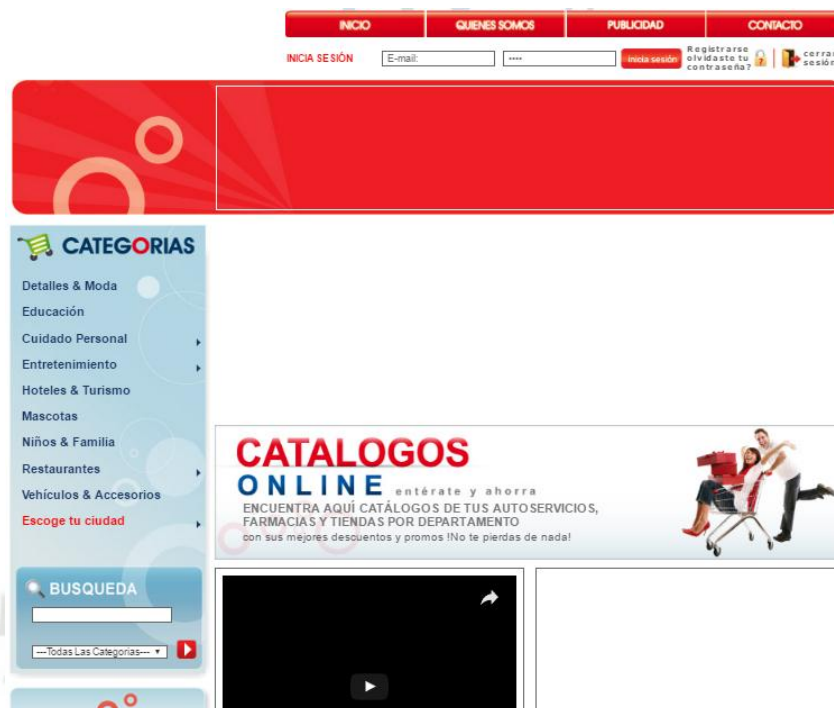 INICIO QUIENES SOMOS PUBLICIDAD CONTACTO
INICIA SESIÓN E-mail: •••• inicia sesión
Registrarse
olvidaste tu
contraseña?
cerrar
sesión
CATEGORIAS
Detalles & Moda
Educación
Cuidado Personal
Entretenimiento
Hoteles & Turismo
Mascotas
Niños & Familia
Restaurantes
Vehículos & Accesorios
Escoge tu ciudad
CATALOGOS
ONLINE entérate y ahorra
ENCUENTRA AQUÍ CATÁLOGOS DE TUS AUTOSERVICIOS,
FARMACIAS Y TIENDAS POR DEPARTAMENTO
con sus mejores descuentos y promos !No te pierdas de nada!
BUSQUEDA
---Todas Las Categorias---